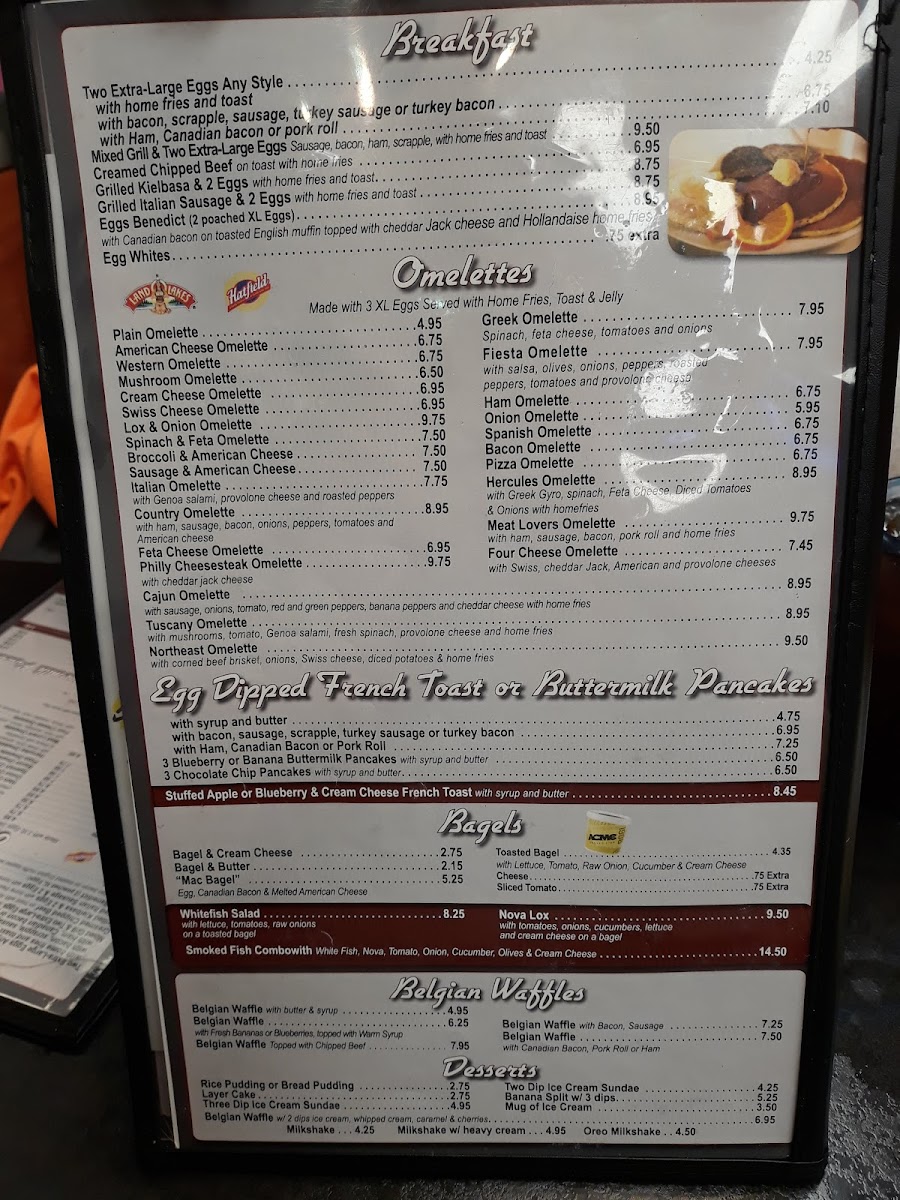 Breakfast
Two Extra-Large Eggs Any Style 4.25
with home fries and toast
with bacon, scrapple, sausage, turkey sausage or turkey bacon 6.75
with Ham, Canadian bacon or pork roll 7.10
Mixed Grill & Two Extra-Large Eggs Sausage, bacon, ham, scrapple, with home fries and toast 9.50
Creamed Chipped Beef on toast with home fries 6.95
Grilled Kielbasa & 2 Eggs with home fries and toast 8.75
Grilled Italian Sausage & 2 Eggs with home fries and toast 8.75
Eggs Benedict (2 poached XL Eggs) 8.95
with Canadian bacon on toasted English muffin topped with cheddar Jack cheese and Hollandaise home fries
Egg Whites .75 extra
LAND O LAKES
Hatfield
Omelettes
Made with 3 XL Eggs Served with Home Fries, Toast & Jelly
Plain Omelette 4.95
American Cheese Omelette 6.75
Western Omelette 6.75
Mushroom Omelette 6.50
Cream Cheese Omelette 6.95
Swiss Cheese Omelette 6.95
Lox & Onion Omelette 9.75
Spinach & Feta Omelette 7.50
Broccoli & American Cheese 7.50
Sausage & American Cheese 7.50
Italian Omelette 7.75
with Genoa salami, provolone cheese and roasted peppers
Country Omelette 8.95
with ham, sausage, bacon, onions, peppers, tomatoes and
American cheese
Feta Cheese Omelette 6.95
Philly Cheesesteak Omelette 9.75
with cheddar jack cheese
Greek Omelette 7.95
Spinach, feta cheese, tomatoes and onions
Fiesta Omelette 7.95
with salsa, olives, onions, peppers, roasted
peppers, tomatoes and provolone cheese
Ham Omelette 6.75
Onion Omelette 5.95
Spanish Omelette 6.75
Bacon Omelette 6.75
Pizza Omelette 6.75
Hercules Omelette 8.95
with Greek Gyro, spinach, Feta Cheese, Diced Tomatoes
& Onions with homefries
Meat Lovers Omelette 9.75
with ham, sausage, bacon, pork roll and home fries
Four Cheese Omelette 7.45
with Swiss, cheddar Jack, American and provolone cheeses
Cajun Omelette 8.95
with sausage, onions, tomato, red and green peppers, banana peppers and cheddar cheese with home fries
Tuscany Omelette 8.95
with mushrooms, tomato, Genoa salami, fresh spinach, provolone cheese and home fries
Northeast Omelette 9.50
with corned beef brisket, onions, Swiss cheese, diced potatoes & home fries
Egg Dipped French Toast or Buttermilk Pancakes
with syrup and butter 4.75
with bacon, sausage, scrapple, turkey sausage or turkey bacon 6.95
with Ham, Canadian Bacon or Pork Roll 7.25
3 Blueberry or Banana Buttermilk Pancakes with syrup and butter 6.50
3 Chocolate Chip Pancakes with syrup and butter 6.50
Stuffed Apple or Blueberry & Cream Cheese French Toast with syrup and butter 8.45
Bagels
ACME
Bagel & Cream Cheese 2.75
Bagel & Butter 2.15
"Mac Bagel" 5.25
Egg, Canadian Bacon & Melted American Cheese
Toasted Bagel 4.35
with Lettuce, Tomato, Raw Onion, Cucumber & Cream Cheese
Cheese .75 Extra
Sliced Tomato .75 Extra
Whitefish Salad 8.25
with lettuce, tomatoes, raw onions
on a toasted bagel
Nova Lox 9.50
with tomatoes, onions, cucumbers, lettuce
and cream cheese on a bagel
Smoked Fish Combowith White Fish, Nova, Tomato, Onion, Cucumber, Olives & Cream Cheese 14.50
Belgian Waffles
Belgian Waffle with butter & syrup 4.95
Belgian Waffle 6.25
with Fresh Bananas or Blueberries, topped with Warm Syrup
Belgian Waffle Topped with Chipped Beef 7.95
Belgian Waffle with Bacon, Sausage 7.25
Belgian Waffle 7.50
with Canadian Bacon, Pork Roll or Ham
Desserts
Rice Pudding or Bread Pudding 2.75
Layer Cake 2.75
Three Dip Ice Cream Sundae 4.95
Two Dip Ice Cream Sundae 4.25
Banana Split w/ 3 dips 5.25
Mug of Ice Cream 3.50
Belgian Waffle w/ 2 dips ice cream, whipped cream, caramel & cherries 6.95
Milkshake . . . 4.25 Milkshake w/ heavy cream . . . 4.95 Oreo Milkshake . . 4.50